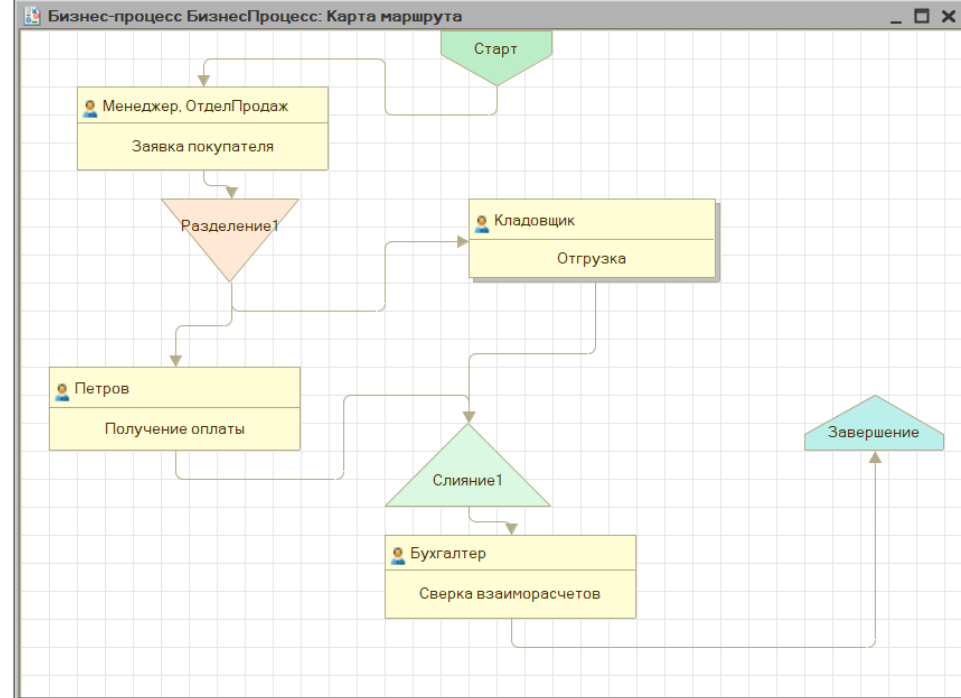 Бизнес-процесс БизнесПроцесс: Карта маршрута
Старт
Менеджер, ОтделПродаж
Заявка покупателя
Разделение1
Кладовщик
Отгрузка
Петров
Получение оплаты
Завершение
Слияние1
Бухгалтер
Сверка взаиморасчетов